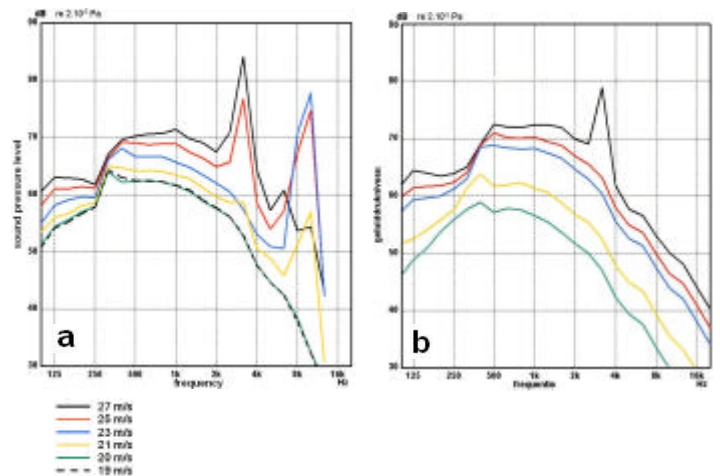 dB re 2.10⁻⁵ Pa
90
80
70
60
50
40
30
sound pressure level
a
125 250 500 1k 2k 4k 8k 16k
frequency Hz
dB re 2.10⁻⁵ Pa
90
80
70
60
50
40
30
geluiddrukniveau
b
125 250 500 1k 2k 4k 8k 16k
frequentie Hz
27 m/s
25 m/s
23 m/s
21 m/s
20 m/s
19 m/s